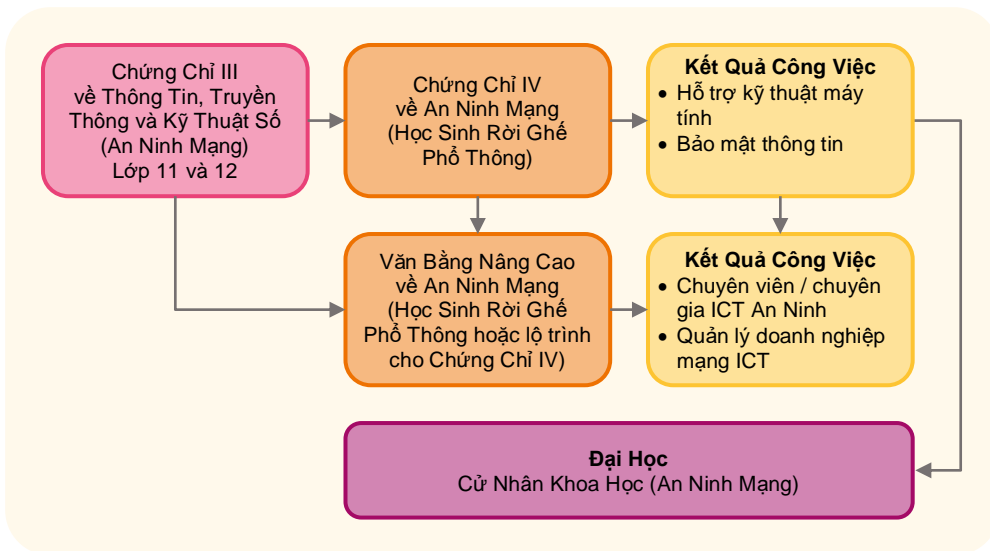 Chứng Chỉ III
về Thông Tin, Truyền
Thông và Kỹ Thuật Số
(An Ninh Mạng)
Lớp 11 và 12
Chứng Chỉ IV
về An Ninh Mạng
(Học Sinh Rời Ghế
Phổ Thông)
Kết Quả Công Việc
• Hỗ trợ kỹ thuật máy
tính
• Bảo mật thông tin
Văn Bằng Nâng Cao
về An Ninh Mạng
(Học Sinh Rời Ghế
Phổ Thông hoặc lộ trình
cho Chứng Chỉ IV)
Kết Quả Công Việc
• Chuyên viên / chuyên
gia ICT An Ninh
• Quản lý doanh nghiệp
mạng ICT
Đại Học
Cử Nhân Khoa Học (An Ninh Mạng)